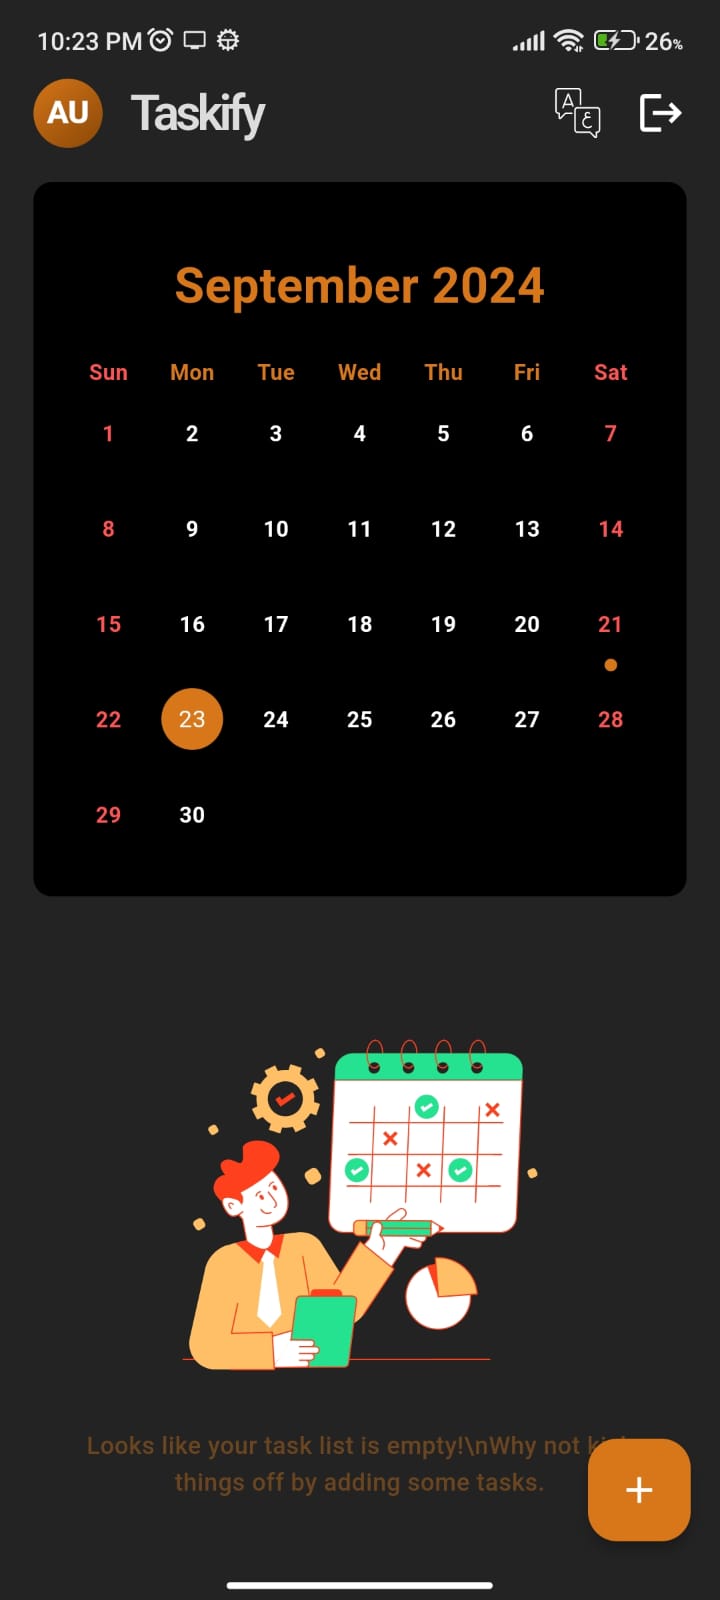 10:23 PM 26%
AU Taskify
A ع
September 2024
Sun Mon Tue Wed Thu Fri Sat
1 2 3 4 5 6 7
8 9 10 11 12 13 14
15 16 17 18 19 20 21
22 23 24 25 26 27 28
29 30
Looks like your task list is empty!\nWhy not
things off by adding some tasks.
+